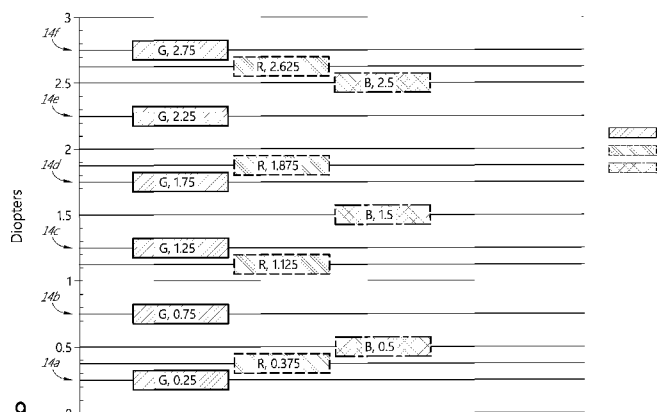 3
14f
G, 2.75
R, 2.625
2.5
B, 2.5
14e
G, 2.25
2
14d
R, 1.875
G, 1.75
Diopters
1.5
B, 1.5
14c
G, 1.25
R, 1.125
1
14b
G, 0.75
0.5
B, 0.5
14a
R, 0.375
G, 0.25